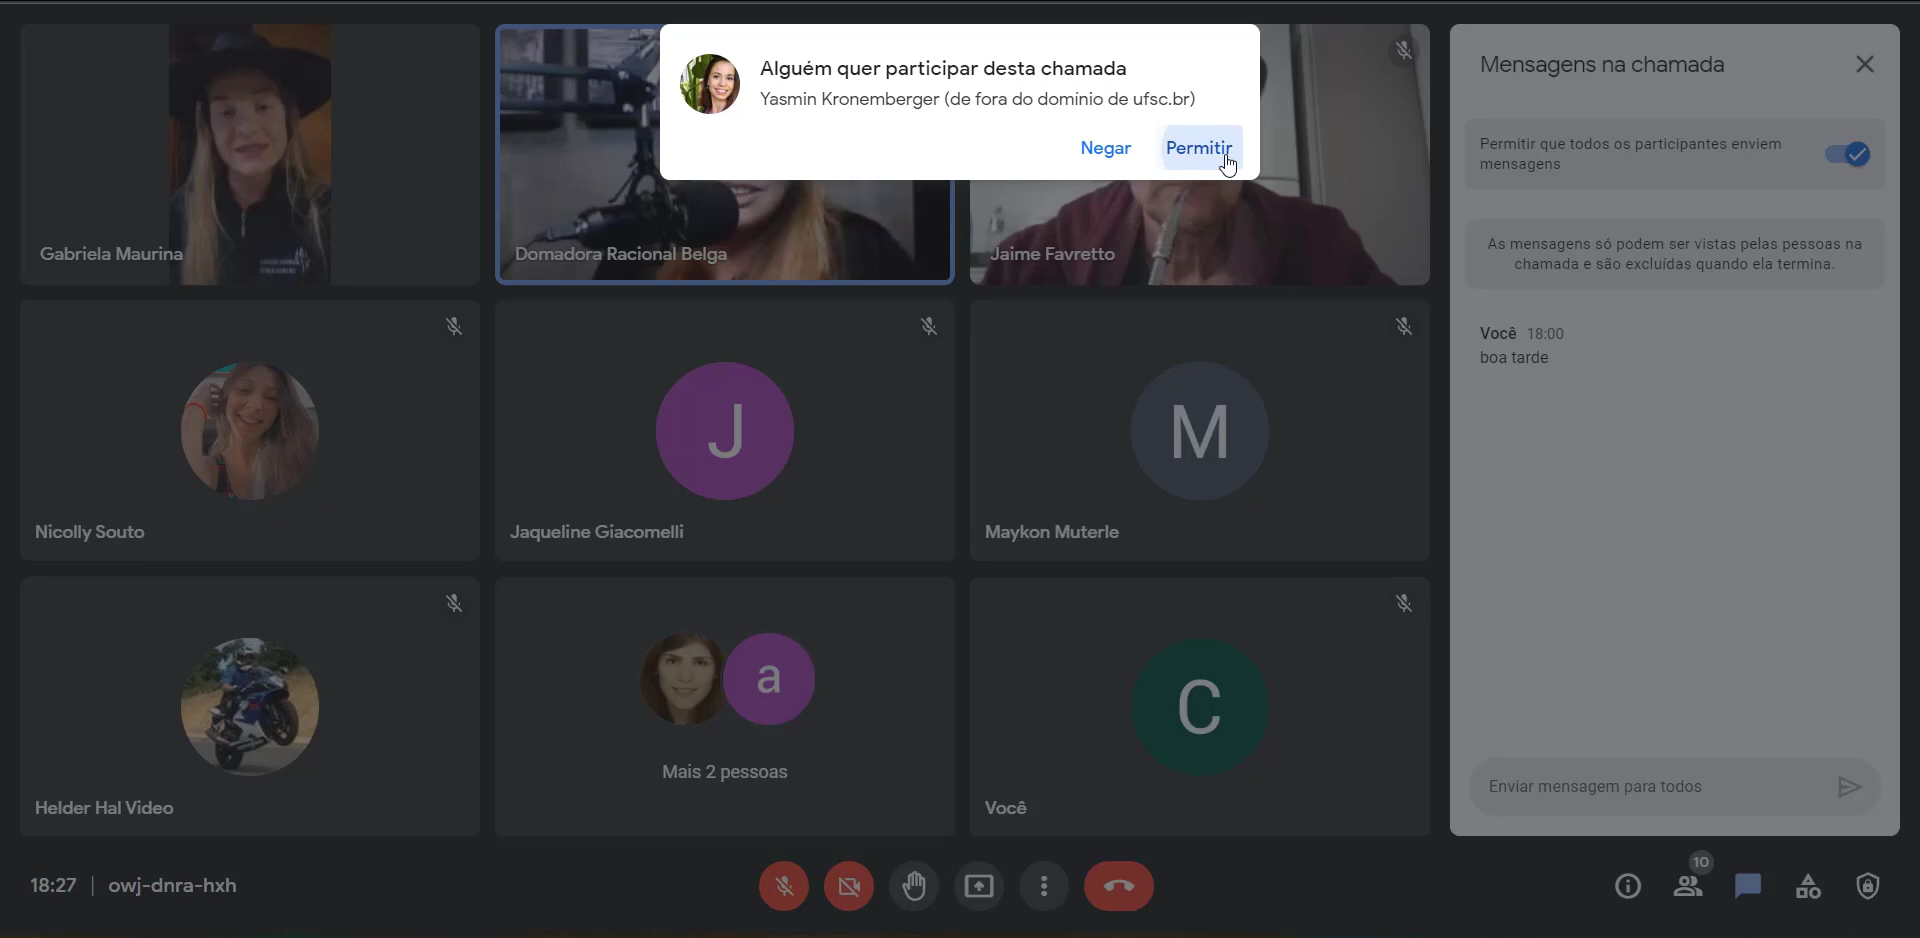 Alguém quer participar desta chamada
Yasmin Kronemberger (de fora do domínio de ufsc.br)
Negar
Permitir
Gabriela Maurina
Domadora Racional Belga
Jaime Favretto
Nicolly Souto
J
Jaqueline Giacomelli
M
Maykon Muterle
Helder Hal Video
a
Mais 2 pessoas
C
Você
Mensagens na chamada
Permitir que todos os participantes enviem
mensagens
As mensagens só podem ser vistas pelas pessoas na
chamada e são excluídas quando ela termina.
Você 18:00
boa tarde
Enviar mensagem para todos
18:27 | owj-dnra-hxh
10